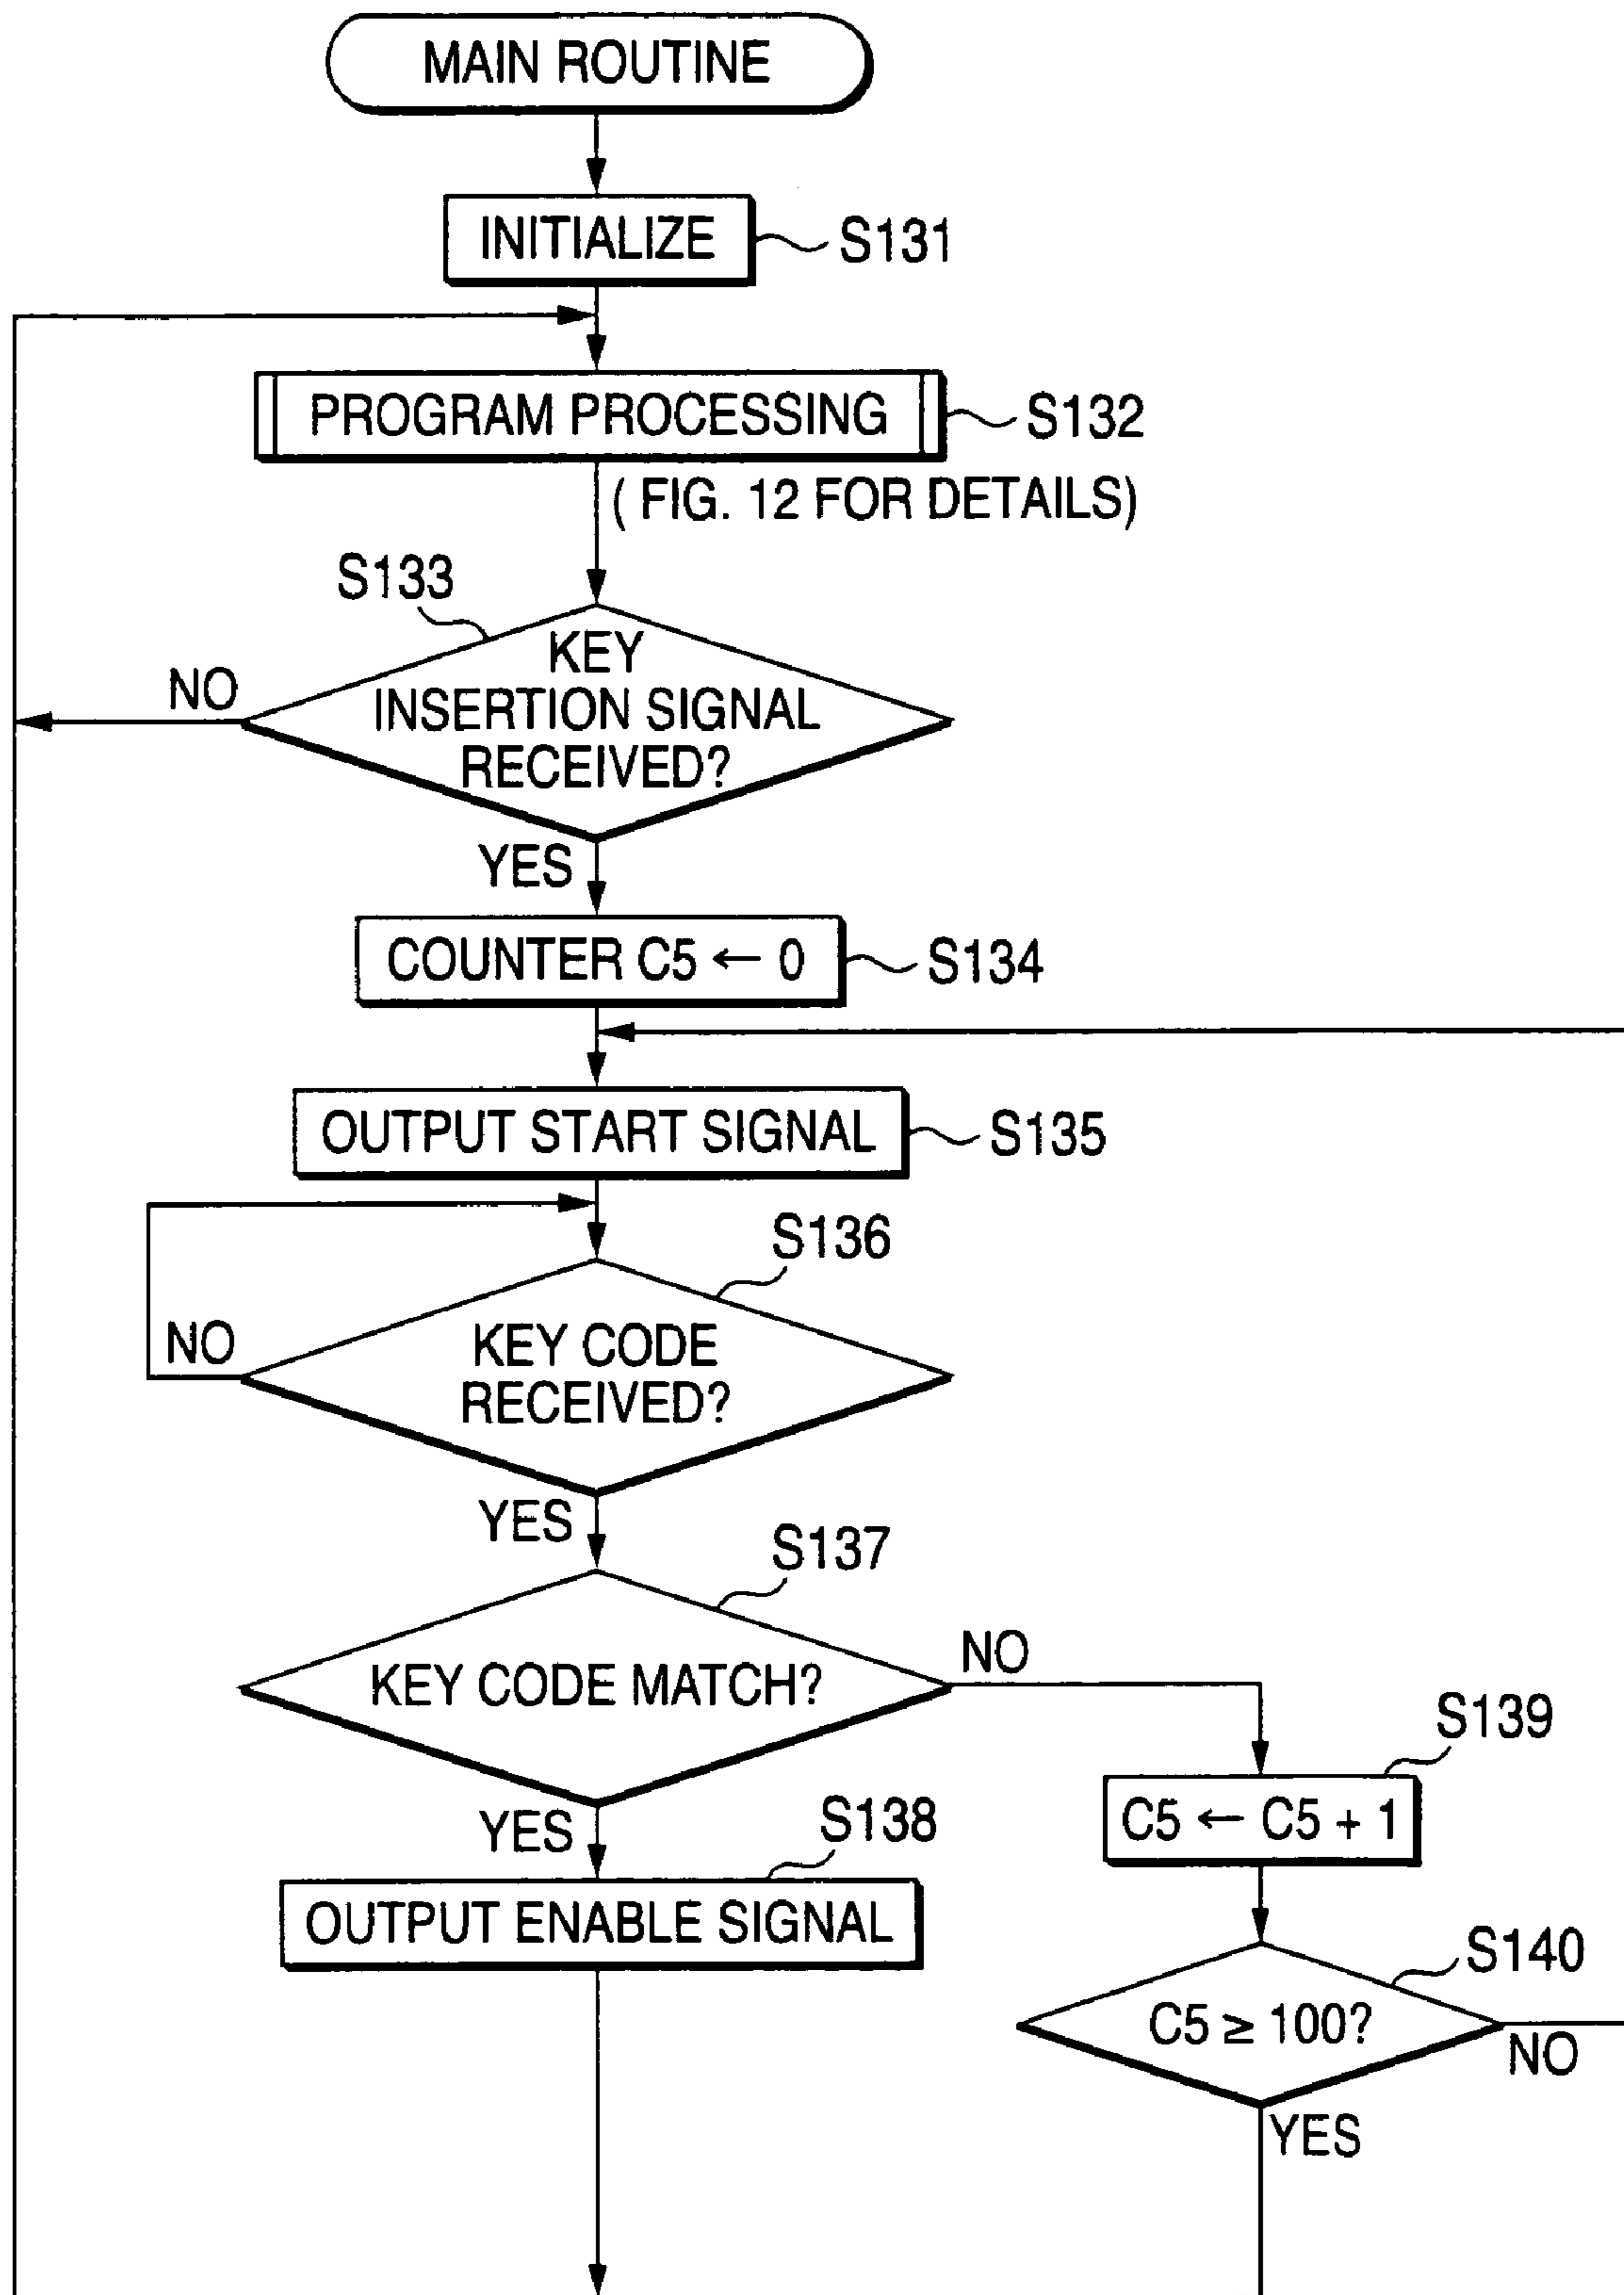 MAIN ROUTINE
INITIALIZE
S131
PROGRAM PROCESSING
S132
( FIG. 12 FOR DETAILS)
S133
KEY
INSERTION SIGNAL
RECEIVED?
NO
YES
COUNTER C5 ← 0
S134
OUTPUT START SIGNAL
S135
S136
KEY CODE
RECEIVED?
NO
YES
S137
KEY CODE MATCH?
NO
YES
S138
OUTPUT ENABLE SIGNAL
S139
C5 ← C5 + 1
S140
C5 ≥ 100?
NO
YES